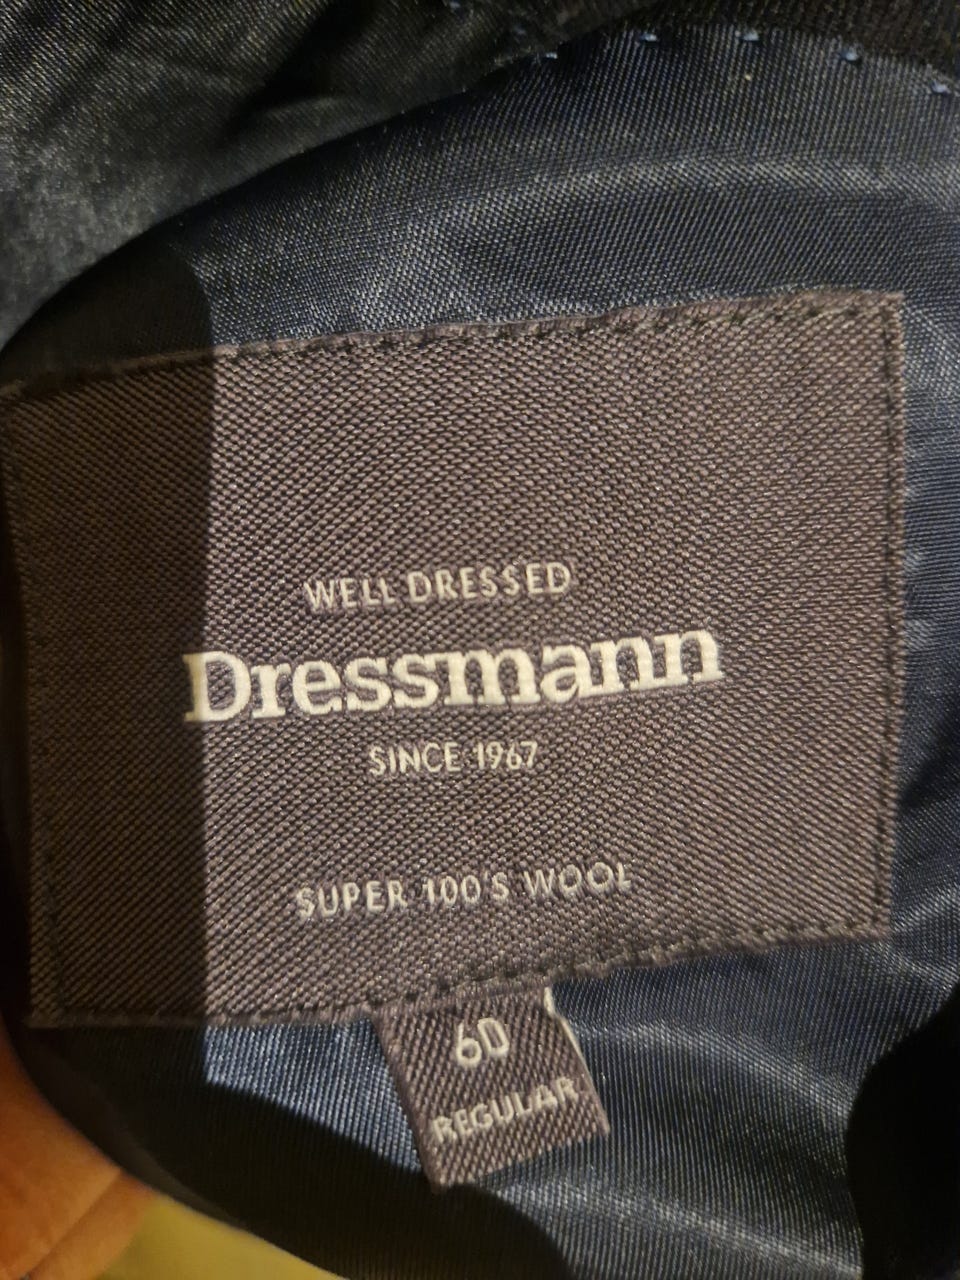 WELL DRESSED
Dressmann
SINCE 1967
SUPER 100'S WOOL
60
REGULAR